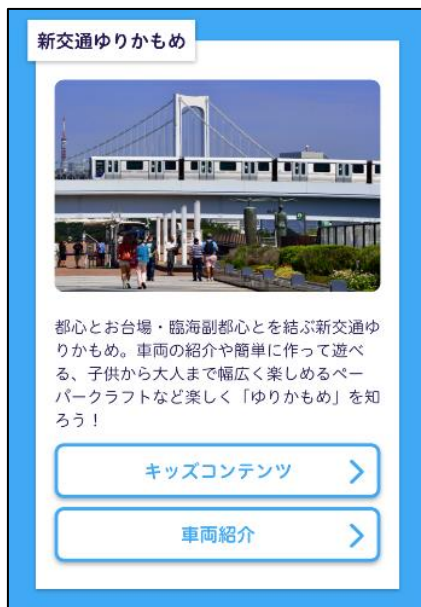 新交通ゆりかもめ
都心とお台場・臨海副都心とを結ぶ新交通ゆ
りかもめ。車両の紹介や簡単に作って遊べ
る、子供から大人まで幅広く楽しめるペー
パークラフトなど楽しく「ゆりかもめ」を知
ろう！
キッズコンテンツ
車両紹介